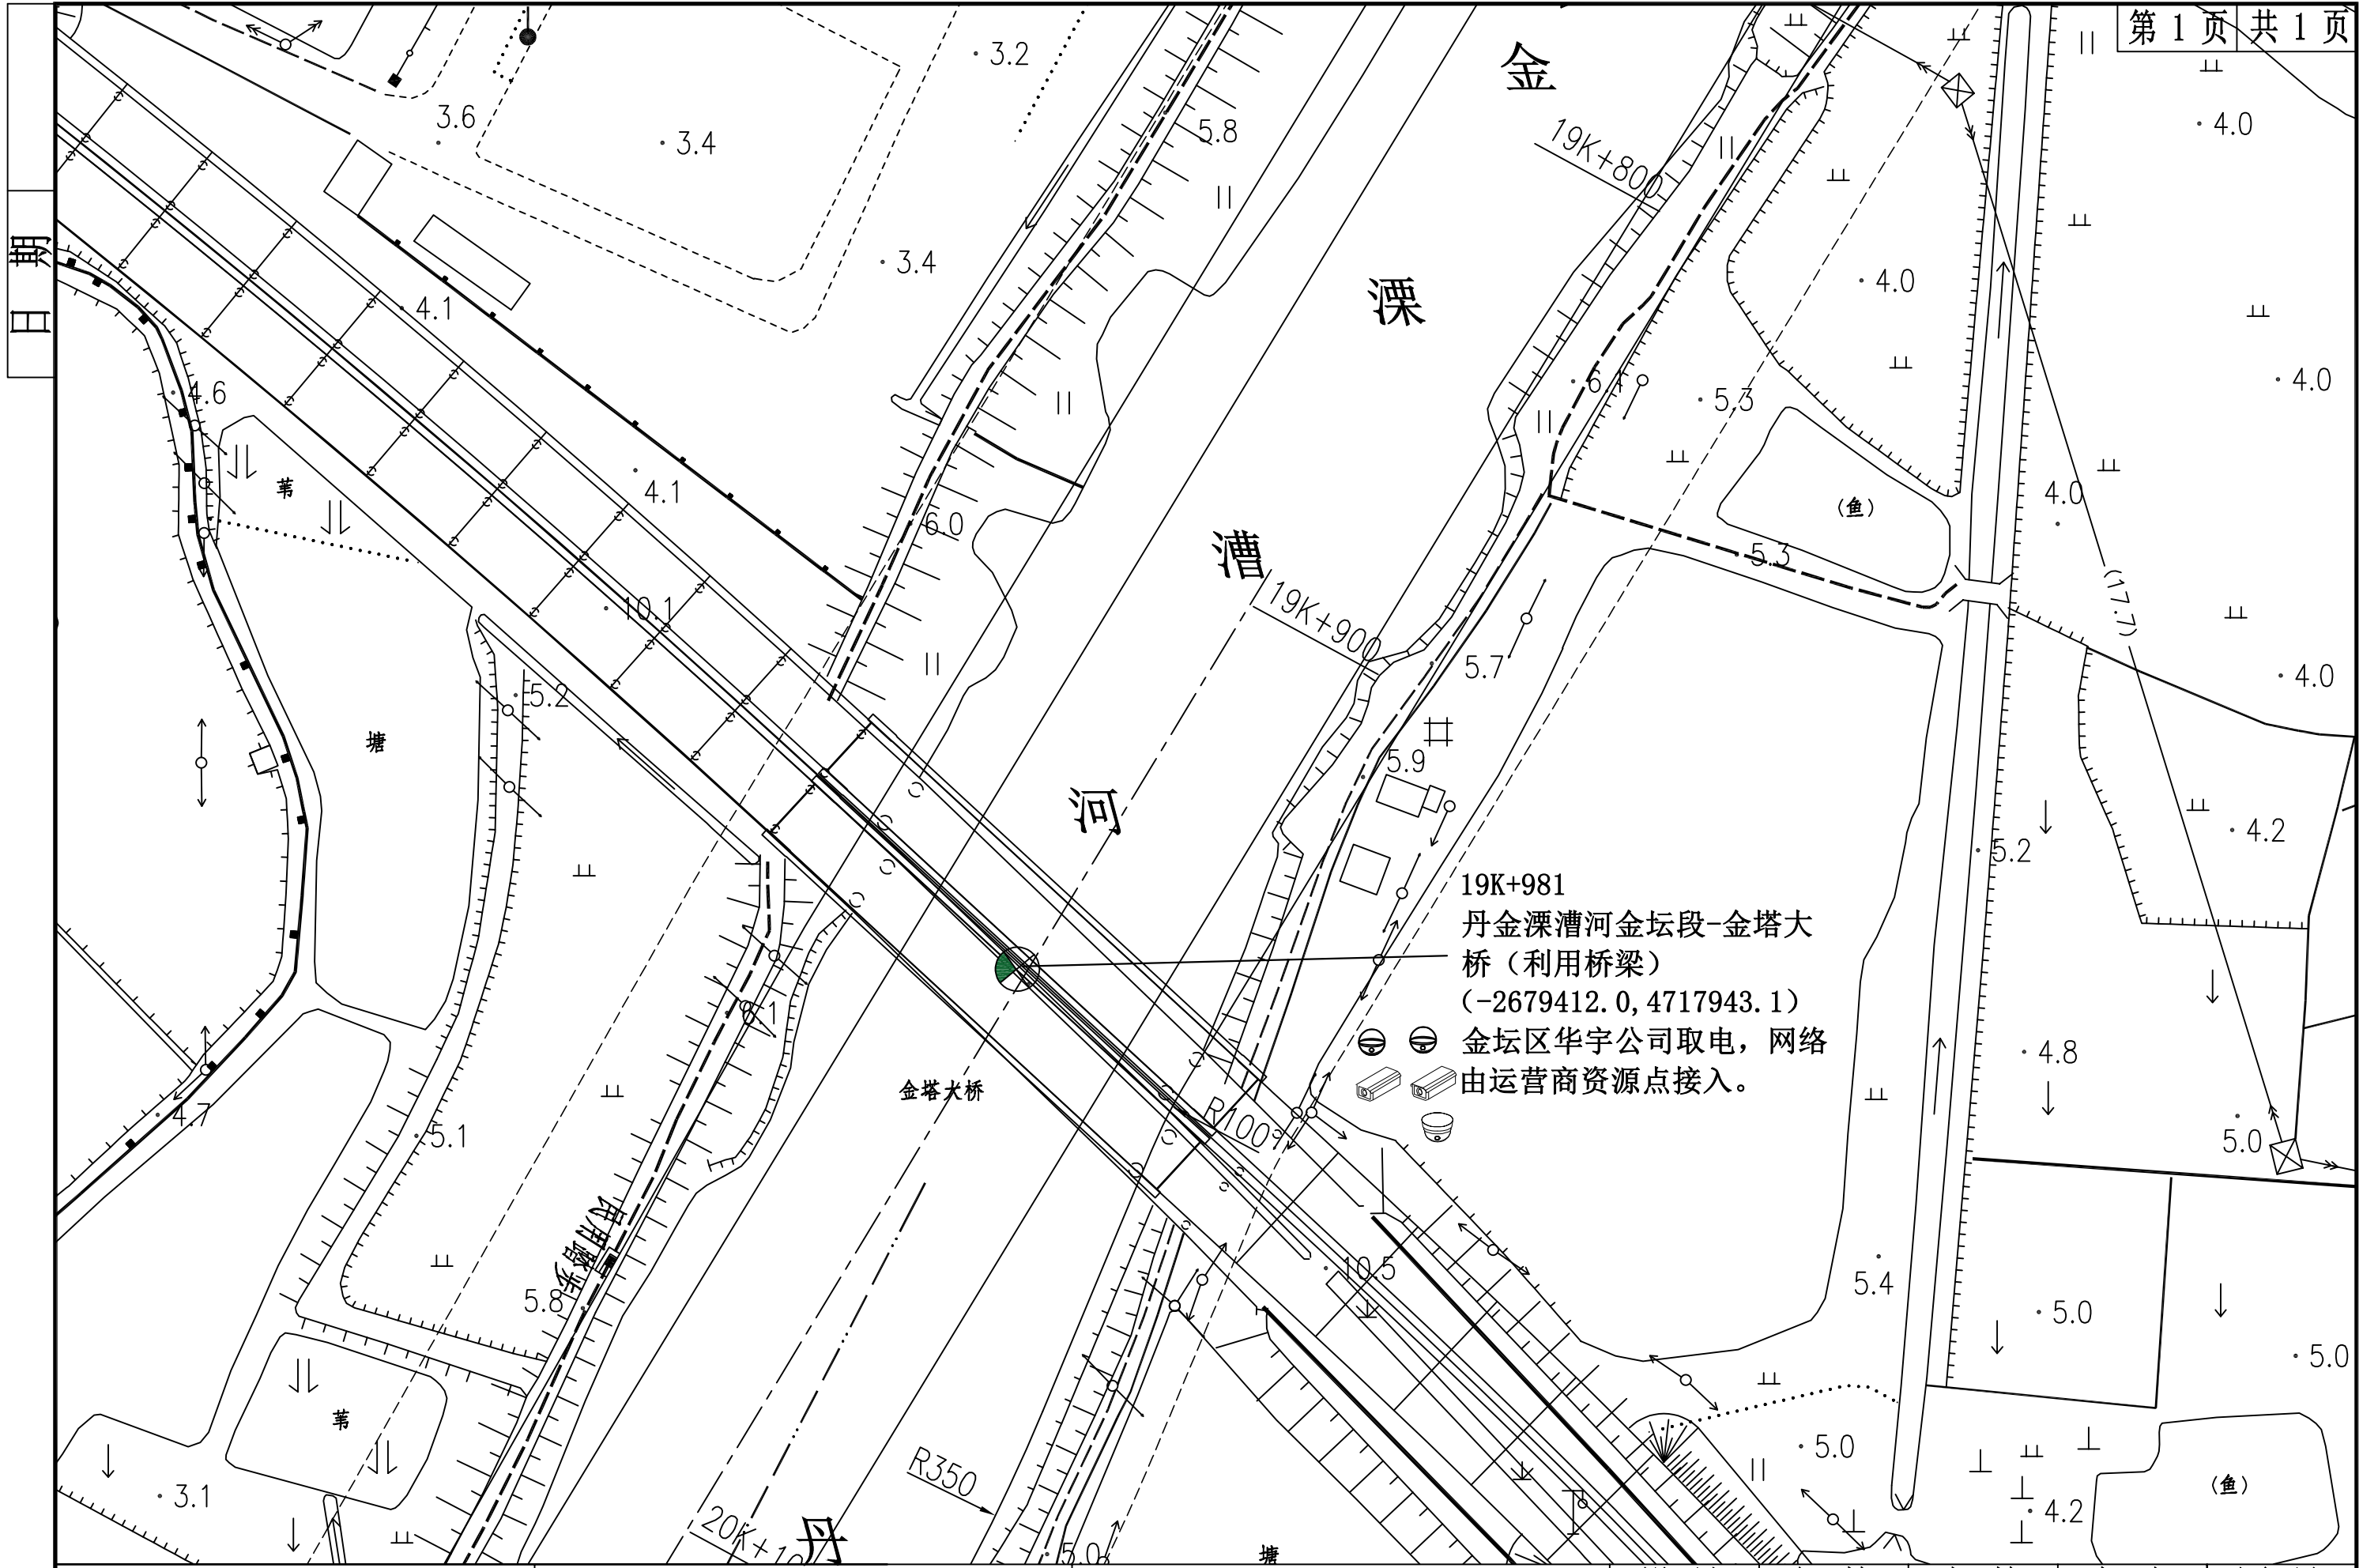 第 1 页 共 1 页
日 期
金
溧
漕
河
丹
3.2
3.6
3.4
3.4
5.8
19K+800
4.0
4.0
4.0
4.1
4.6
6.1
5.3
苇
4.1
6.0
(鱼)
4.0
5.3
10.1
19K+900
(17.7)
5.2
5.7
4.0
塘
5.9
4.2
5.2
19K+981
丹金溧漕河金坛段-金塔大
桥（利用桥梁）
（-2679412.0,4717943.1）
金坛区华宇公司取电，网络
由运营商资源点接入。
金塔大桥
4.8
4.7
5.1
R100
5.0
10.5
5.4
5.8
5.0
5.0
苇
R350
5.0
3.1
4.2
(鱼)
5.0
塘